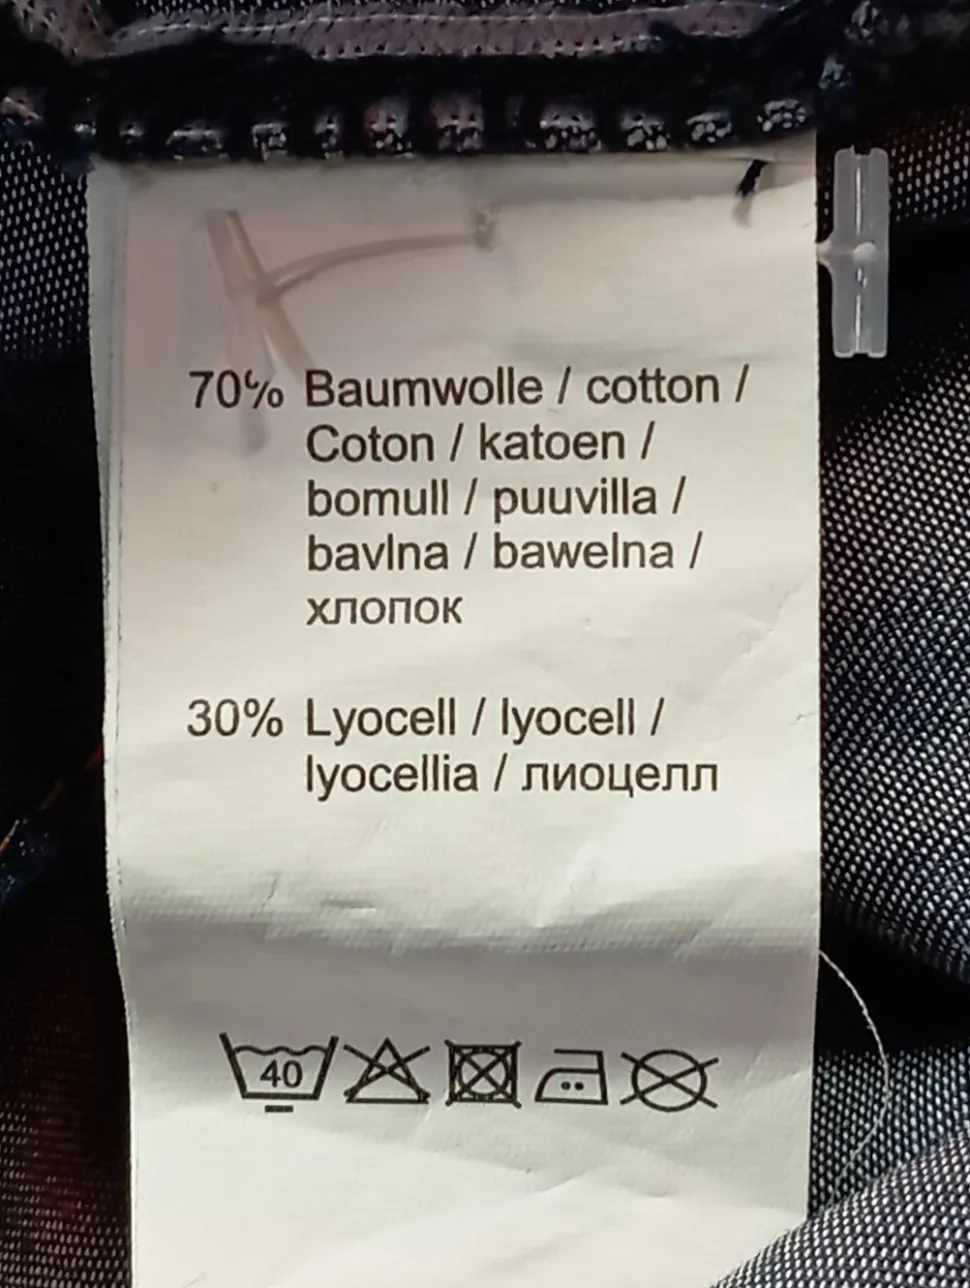 70% Baumwolle / cotton /
Coton / katoen /
bomull / puuvilla /
bavlna / bawelna /
хлопок
30% Lyocell / lyocell /
lyocellia / лиоцелл
40